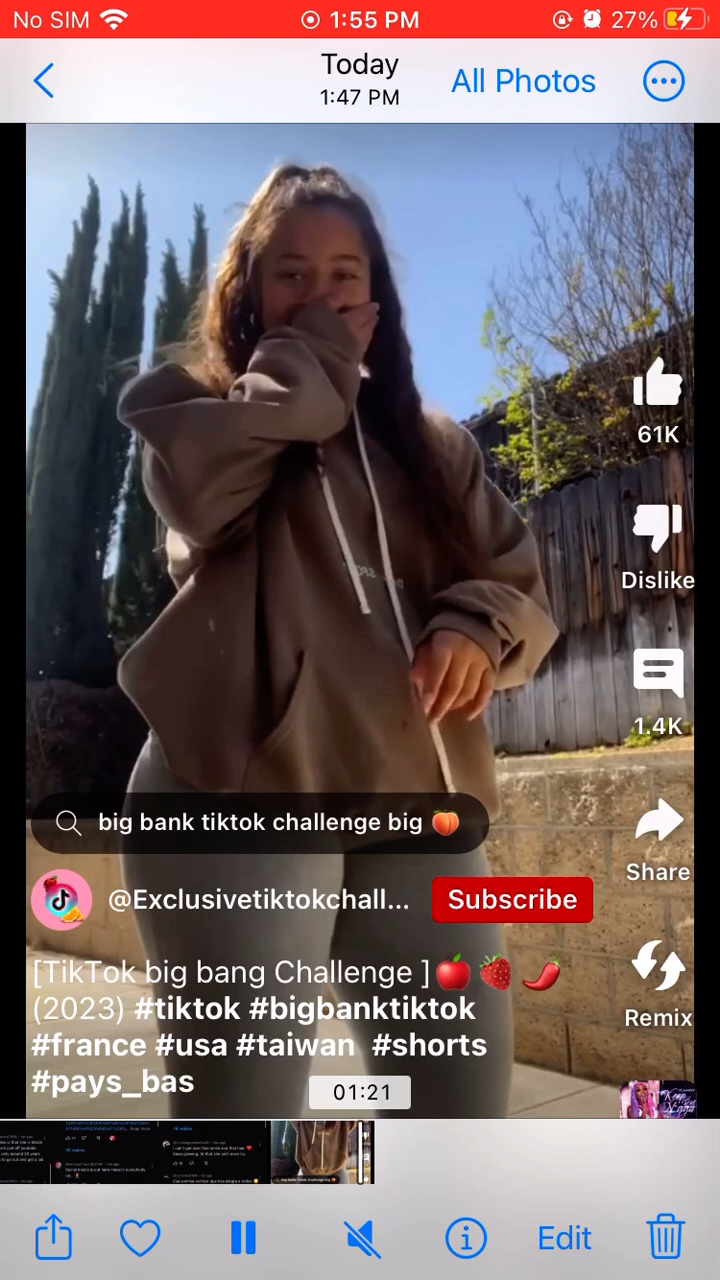 No SIM 1:55 PM 27%
Today
1:47 PM
All Photos
61K
Dislike
1.4K
big bank tiktok challenge big 🍑
Share
@Exclusivetiktokchall...
Subscribe
[TikTok big bang Challenge ]🍎🍓🌶️
(2023) #tiktok #bigbanktiktok
#france #usa #taiwan #shorts
#pays_bas
Remix
01:21
Edit